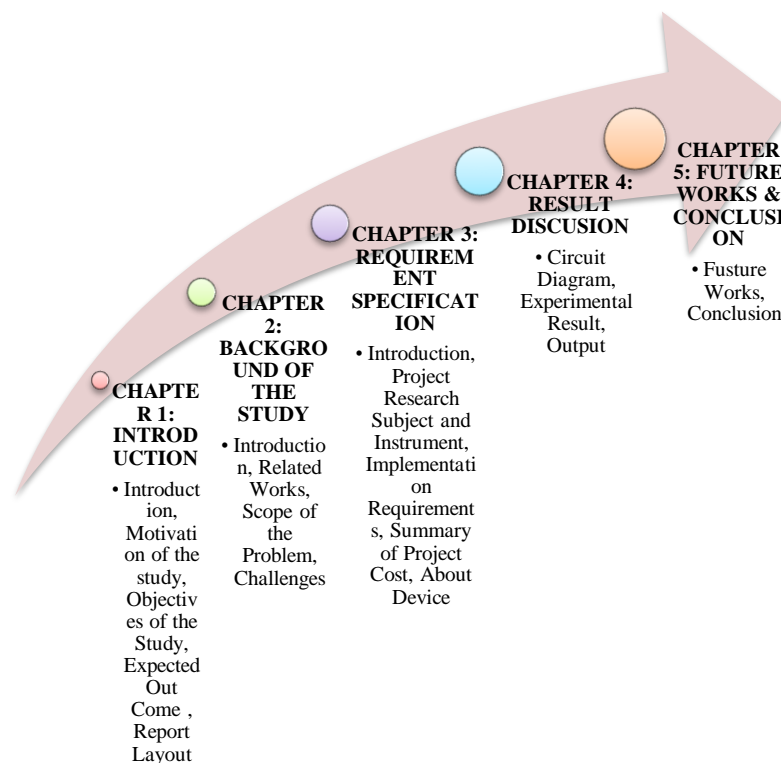 CHAPTE
R 1:
INTROD
UCTION
• Introduct
ion,
Motivati
on of the
study,
Objectiv
es of the
Study,
Expected
Out
Come ,
Report
Layout
CHAPTER
2:
BACKGRO
UND OF
THE
STUDY
• Introductio
n, Related
Works,
Scope of
the
Problem,
Challenges
CHAPTER 3:
REQUIREM
ENT
SPECIFICAT
ION
• Introduction,
Project
Research
Subject and
Instrument,
Implementati
on
Requirement
s, Summary
of Project
Cost, About
Device
CHAPTER 4:
RESULT
DISCUSION
• Circuit
Diagram,
Experimental
Result,
Output
CHAPTER
5: FUTURE
WORKS &
CONCLUSI
ON
• Fusture
Works,
Conclusion